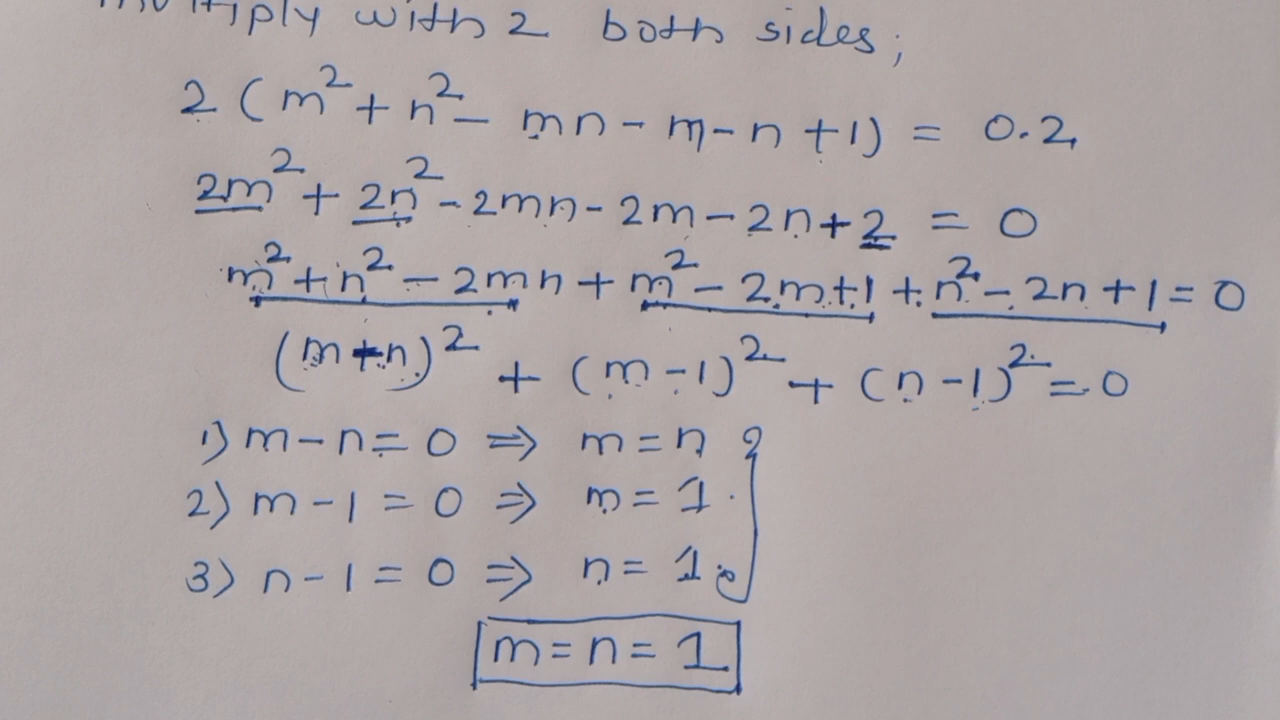 multiply with 2 both sides;
2 (m² + n² - mn - m - n + 1) = 0.2
2m² + 2n² - 2mn - 2m - 2n + 2 = 0
m² + n² - 2mn + m² - 2m + 1 + n² - 2n + 1 = 0
(m - n)² + (m - 1)² + (n - 1)² = 0
1) m - n = 0 ⇒ m = n
2) m - 1 = 0 ⇒ m = 1.
3) n - 1 = 0 ⇒ n = 1.
m = n = 1